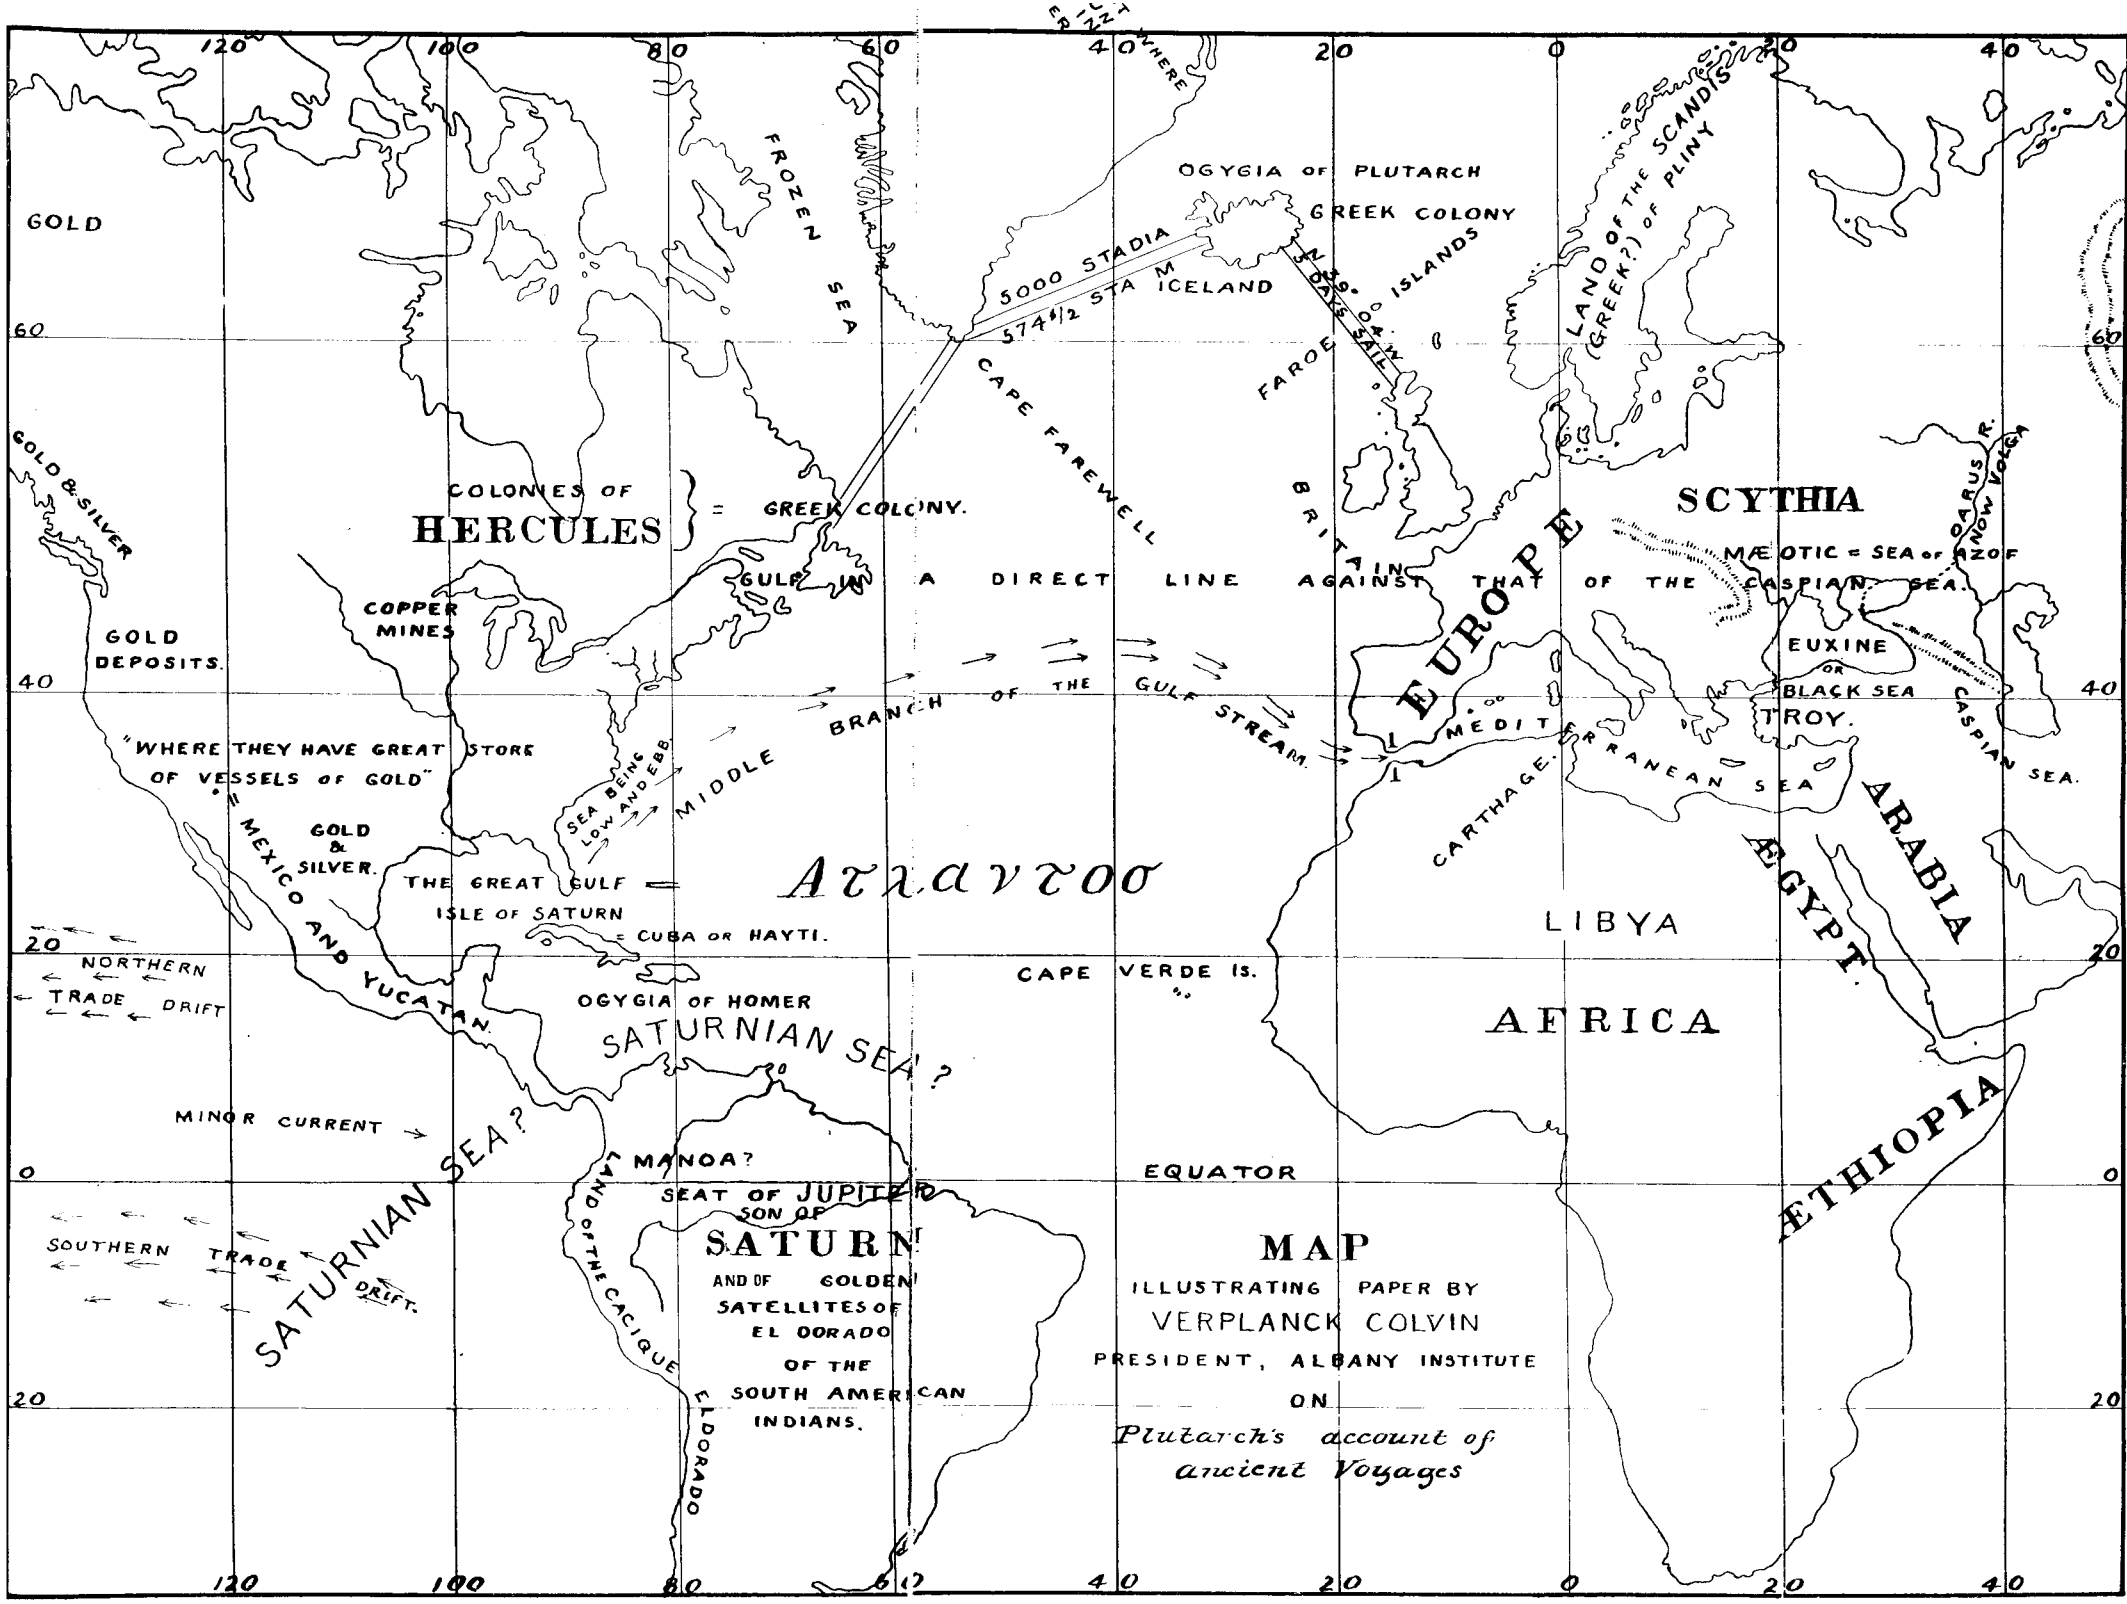 120 100 80 60 40 20 0 20 40
WHERE
FROZEN SEA
OGYGIA OF PLUTARCH
GREEK COLONY
LAND OF THE SCANDIS
(GREEK?) OF PLINY
GOLD
5000 STADIA
574 1/2 STA M
ICELAND
5 DAYS SAIL
FAROE ISLANDS
60
60
CAPE FAREWELL
GOLD & SILVER
COLONIES OF
HERCULES
} = GREEK COLONY.
BRITAIN
EUROPE
SCYTHIA
OARUS R.
NOW VOLGA
MÆOTIC = SEA OF AZOF
GULF IN A DIRECT LINE AGAINST THAT OF THE CASPIAN SEA.
COPPER
MINES
GOLD
DEPOSITS.
EUXINE
OR
BLACK SEA
TROY.
CASPIAN SEA.
40
40
MIDDLE BRANCH OF THE GULF STREAM.
MEDITERRANEAN SEA
"WHERE THEY HAVE GREAT STORE
OF VESSELS OF GOLD"
= MEXICO AND YUCATAN
SEA BEING
LOW AND EBB.
CARTHAGE.
GOLD
&
SILVER.
ARABIA
ÆGYPT.
THE GREAT GULF =
Ατλαντοσ
ISLE OF SATURN
= CUBA OR HAYTI.
LIBYA
20
20
NORTHERN
TRADE DRIFT
CAPE VERDE IS.
OGYGIA OF HOMER
SATURNIAN SEA?
AFRICA
MINOR CURRENT
SATURNIAN SEA?
ÆTHIOPIA
MANOA?
EQUATOR
0
0
LAND OF THE CACIQUE
EL DORADO
SEAT OF JUPITER
SON OF
SATURN
AND OF GOLDEN
SATELLITES OF
EL DORADO
OF THE
SOUTH AMERICAN
INDIANS.
SOUTHERN TRADE DRIFT.
MAP
ILLUSTRATING PAPER BY
VERPLANCK COLVIN
PRESIDENT, ALBANY INSTITUTE
ON
Plutarch's account of
ancient Voyages
20
20
120 100 80 60 40 20 0 20 40